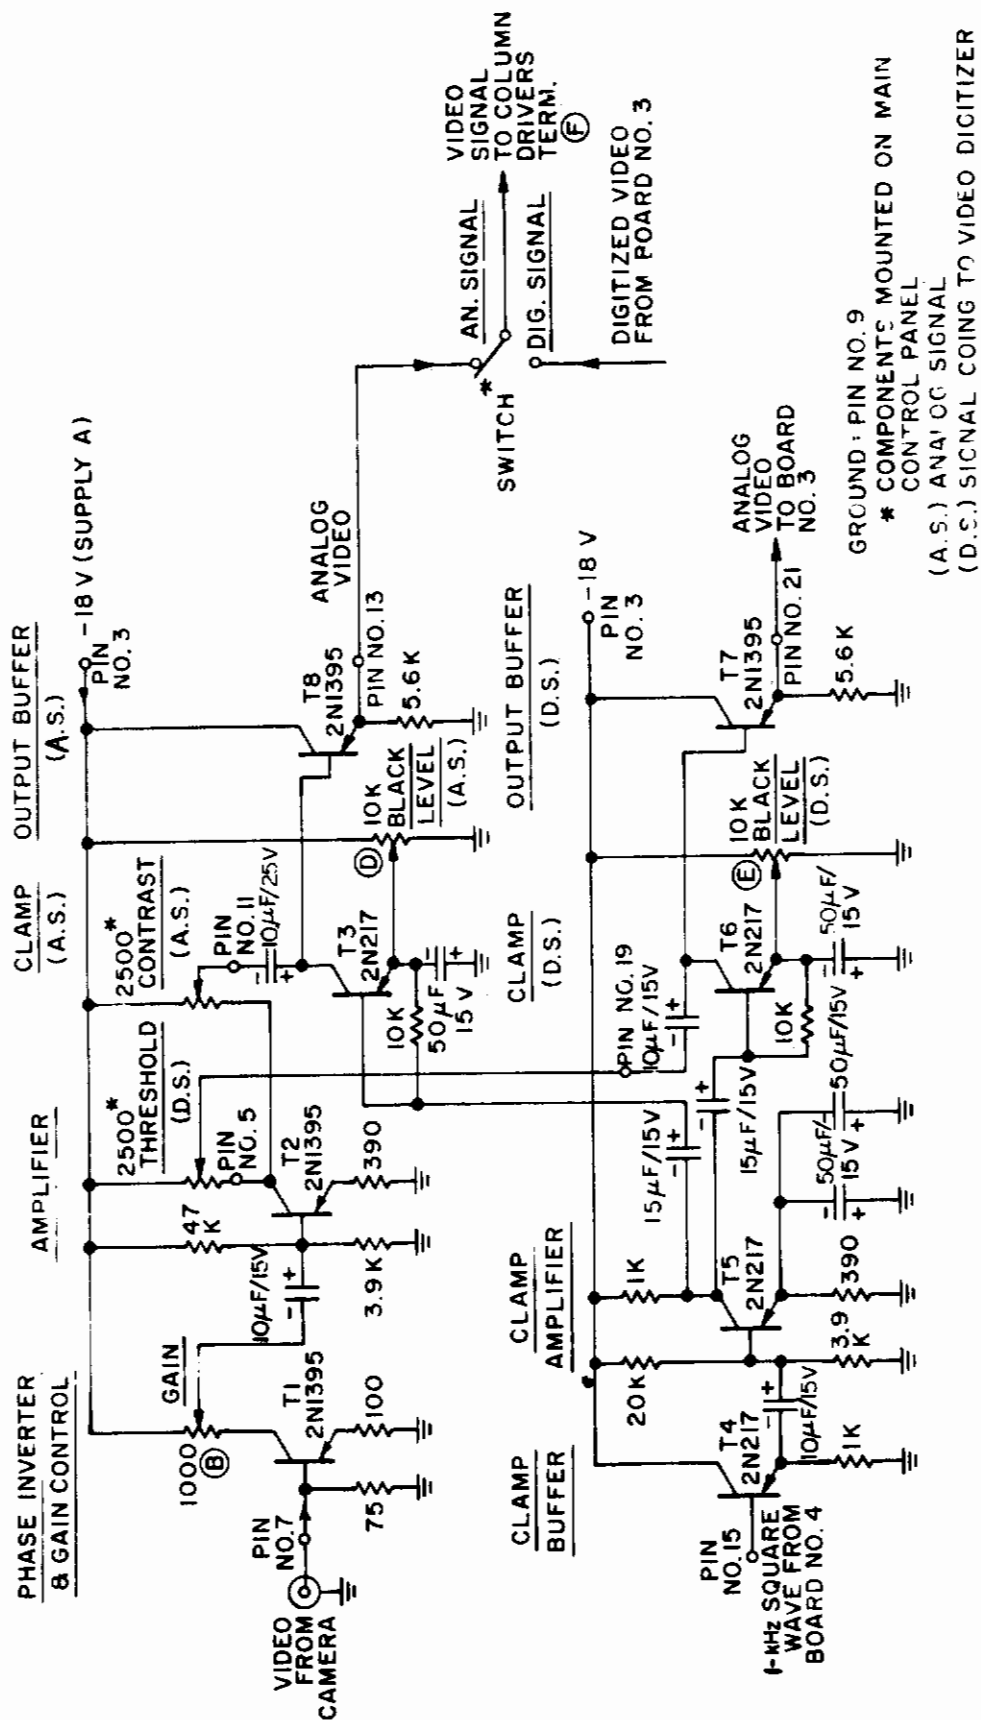 PHASE INVERTER
& GAIN CONTROL
AMPLIFIER
CLAMP
(A.S.)
OUTPUT BUFFER
(A.S.)
-18 V (SUPPLY A)
PIN
NO. 3
GAIN
1000
B
47
K
2500*
THRESHOLD
(D.S.)
PIN
NO. 5
2500*
CONTRAST
(A.S.)
PIN
NO. 11
10μF/25V
10μF/15V
T1
2N1395
100
75
PIN
NO. 7
VIDEO
FROM
CAMERA
T2
2N1395
390
3.9K
T3
2N217
10K
50μF
15V
D
10K
BLACK
LEVEL
(A.S.)
T8
2N1395
PIN NO. 13
5.6K
ANALOG
VIDEO
AN. SIGNAL
*
SWITCH
DIG. SIGNAL
VIDEO
SIGNAL
TO COLUMN
DRIVERS
TERM.
F
DIGITIZED VIDEO
FROM BOARD NO. 3
CLAMP
BUFFER
CLAMP
AMPLIFIER
CLAMP
(D.S.)
OUTPUT BUFFER
(D.S.)
-18 V
PIN
NO. 3
PIN
NO. 15
1-kHz SQUARE
WAVE FROM
BOARD NO. 4
T4
2N217
1K
10μF/15V
20K
3.9
K
1K
T5
2N217
390
15μF/15V
15μF/15V
50μF/
15V
50μF/15V
PIN NO. 19
10μF/15V
T6
2N217
10K
50μF/
15V
E
10K
BLACK
LEVEL
(D.S.)
T7
2N1395
PIN NO. 21
5.6K
ANALOG
VIDEO
TO BOARD
NO. 3
GROUND: PIN NO. 9
* COMPONENTS MOUNTED ON MAIN
CONTROL PANEL
(A.S.) ANALOG SIGNAL
(D.S.) SIGNAL COING TO VIDEO DIGITIZER